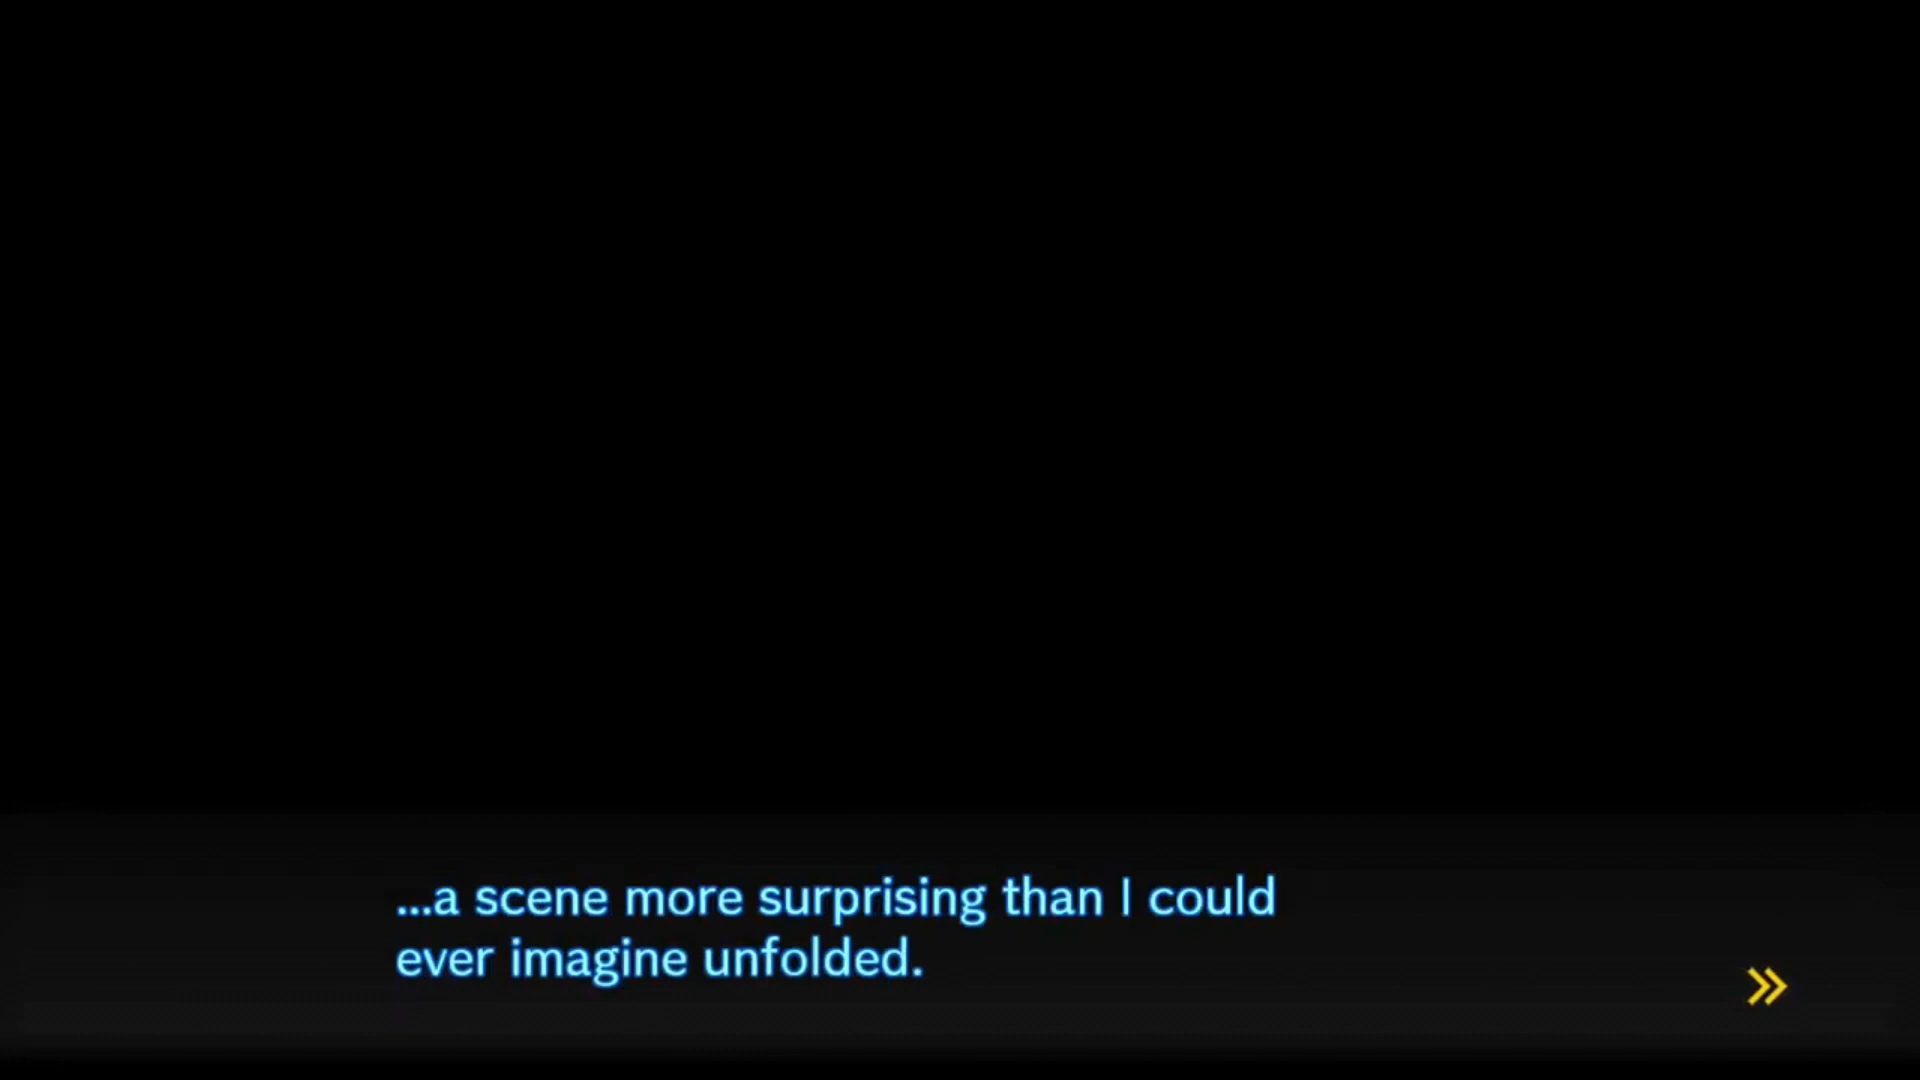 ...a scene more surprising than I could
ever imagine unfolded.